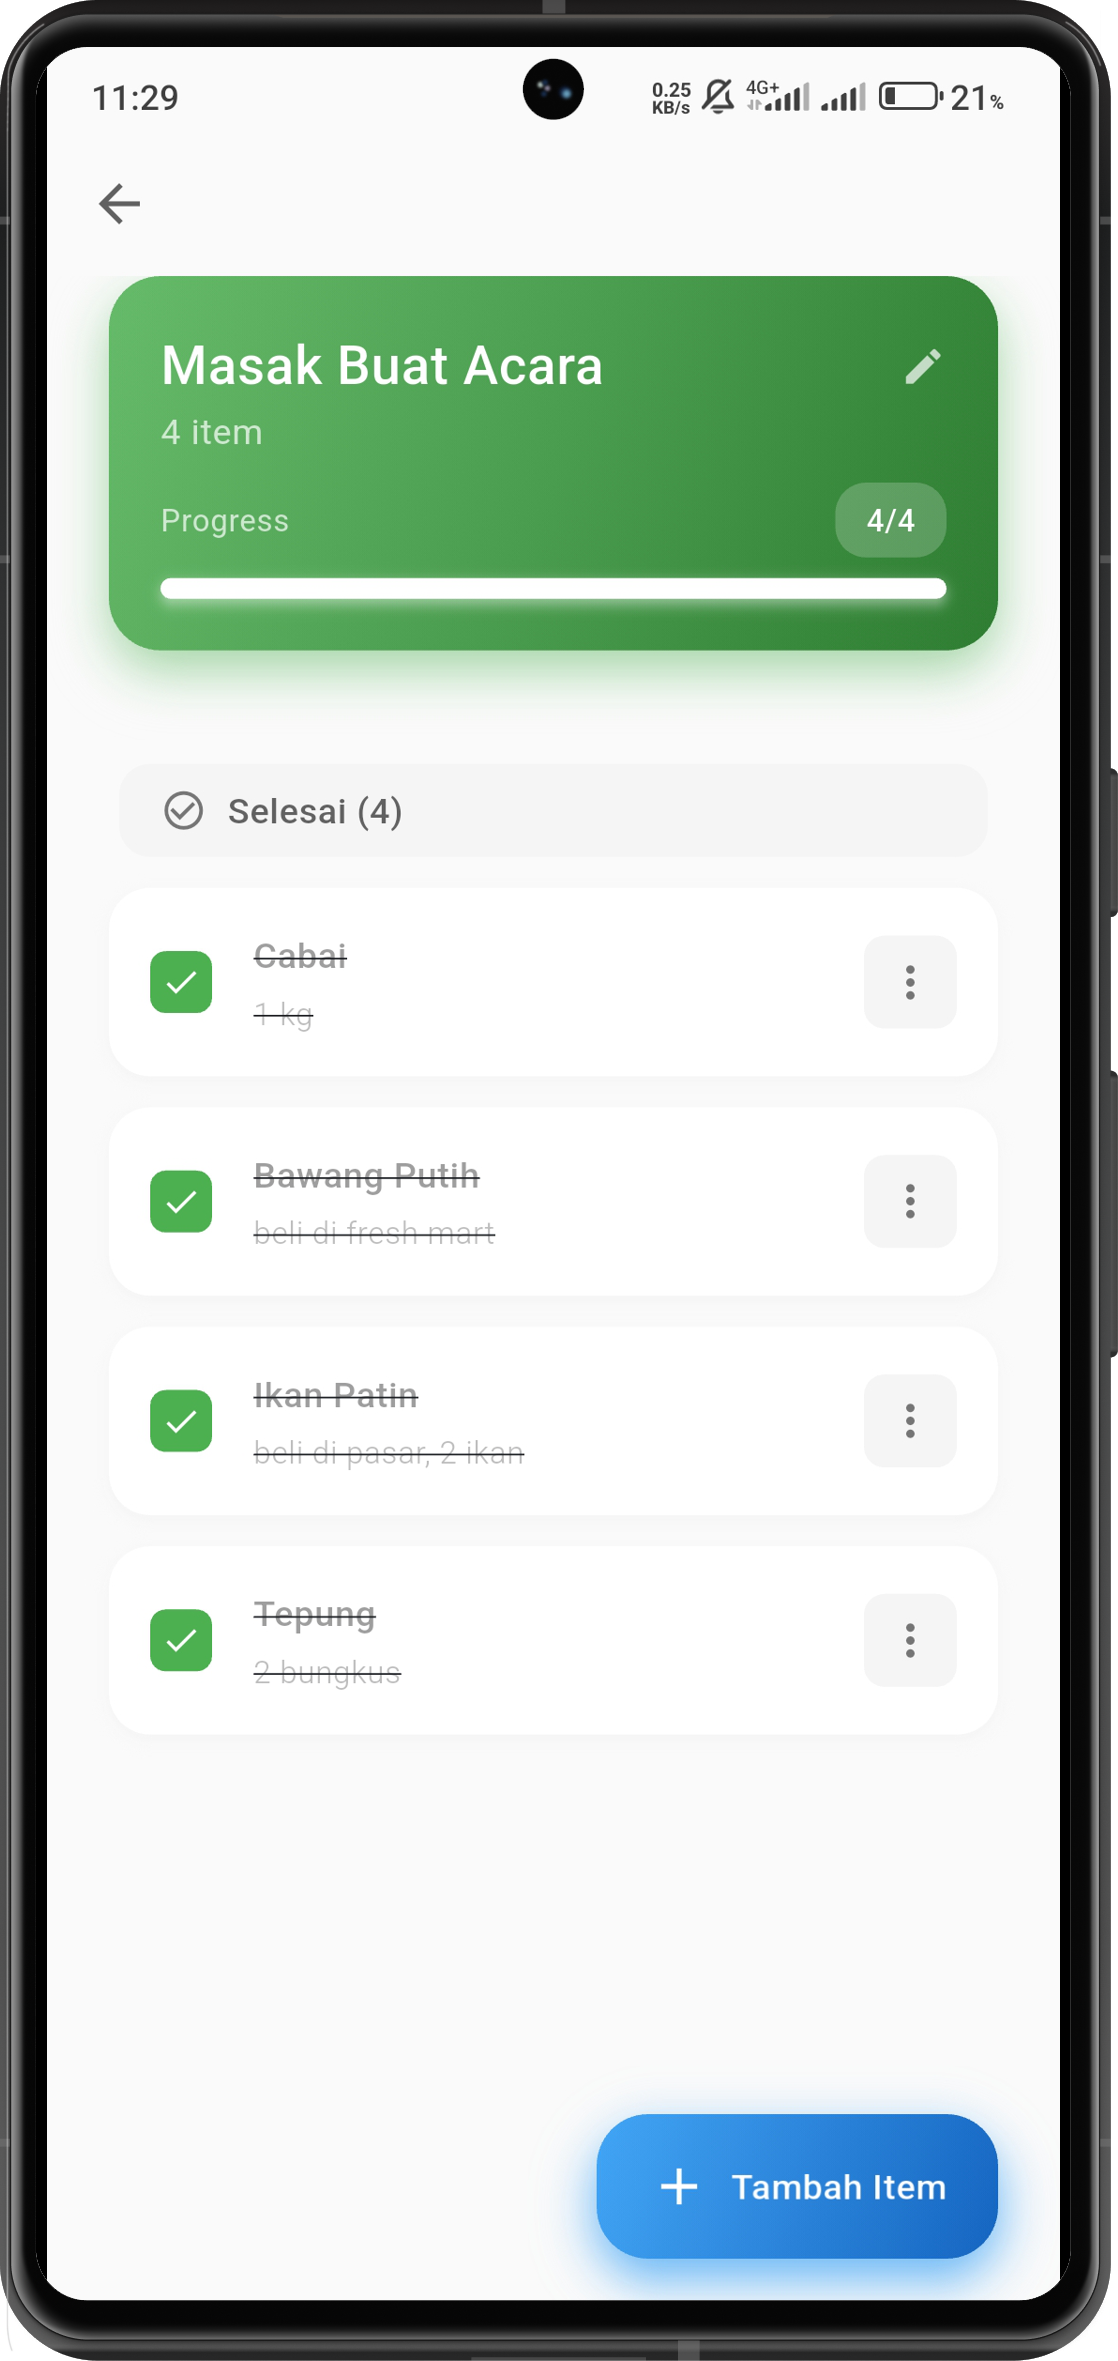 11:29
0.25
KB/s
4G+
21%
Masak Buat Acara
4 item
Progress
4/4
Selesai (4)
Cabai
1 kg
Bawang Putih
beli di fresh mart
Ikan Patin
beli di pasar, 2 ikan
Tepung
2 bungkus
Tambah Item